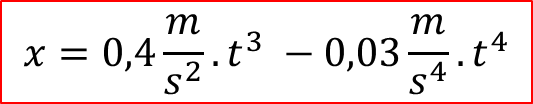 x = 0,4 m/s² . t³ − 0,03 m/s⁴ . t⁴